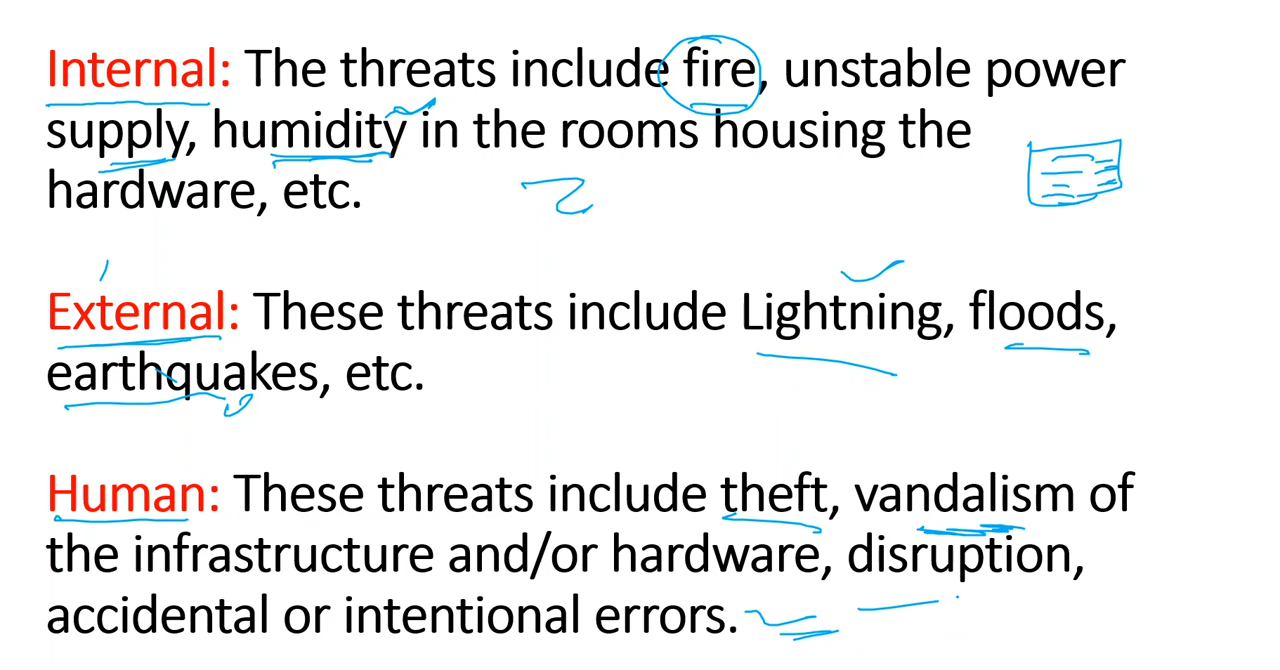 Internal: The threats include fire, unstable power
supply, humidity in the rooms housing the
hardware, etc.
External: These threats include Lightning, floods,
earthquakes, etc.
Human: These threats include theft, vandalism of
the infrastructure and/or hardware, disruption,
accidental or intentional errors.